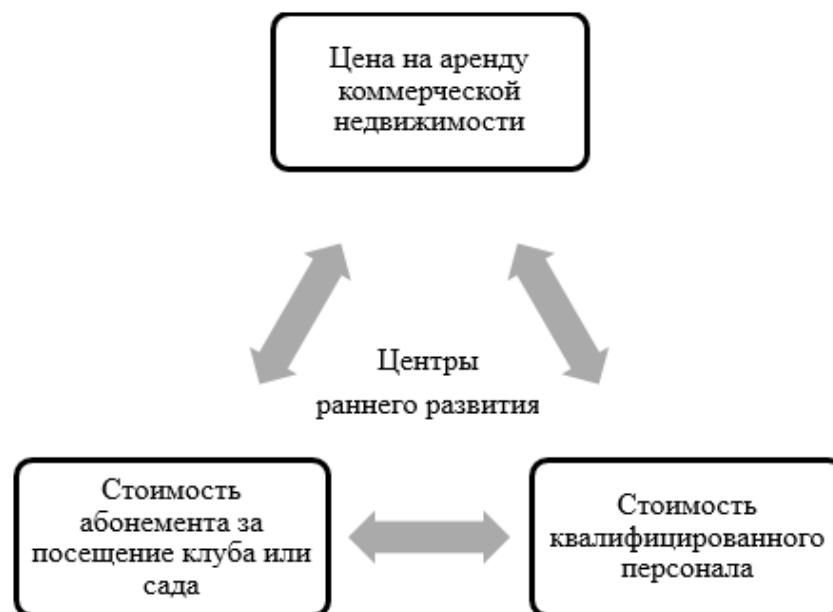 Цена на аренду
коммерческой
недвижимости
Центры
раннего развития
Стоимость
абонемента за
посещение клуба или
сада
Стоимость
квалифицированного
персонала